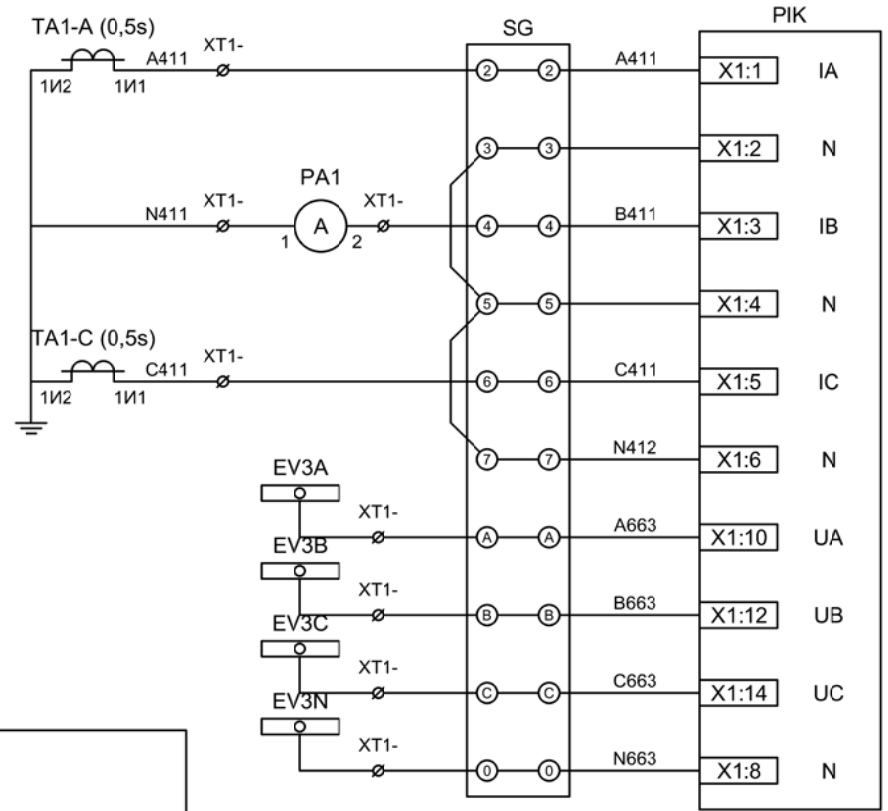 TA1-A (0,5s)
1И2
1И1
A411
XT1-
SG
PIK
2 2
A411
X1:1
IA
3 3
X1:2
N
N411
XT1-
PA1
1
A
2
XT1-
4 4
B411
X1:3
IB
5 5
X1:4
N
TA1-C (0,5s)
1И2
1И1
C411
XT1-
6 6
C411
X1:5
IC
7 7
N412
X1:6
N
EV3A
XT1-
A A
A663
X1:10
UA
EV3B
XT1-
B B
B663
X1:12
UB
EV3C
XT1-
C C
C663
X1:14
UC
EV3N
XT1-
0 0
N663
X1:8
N